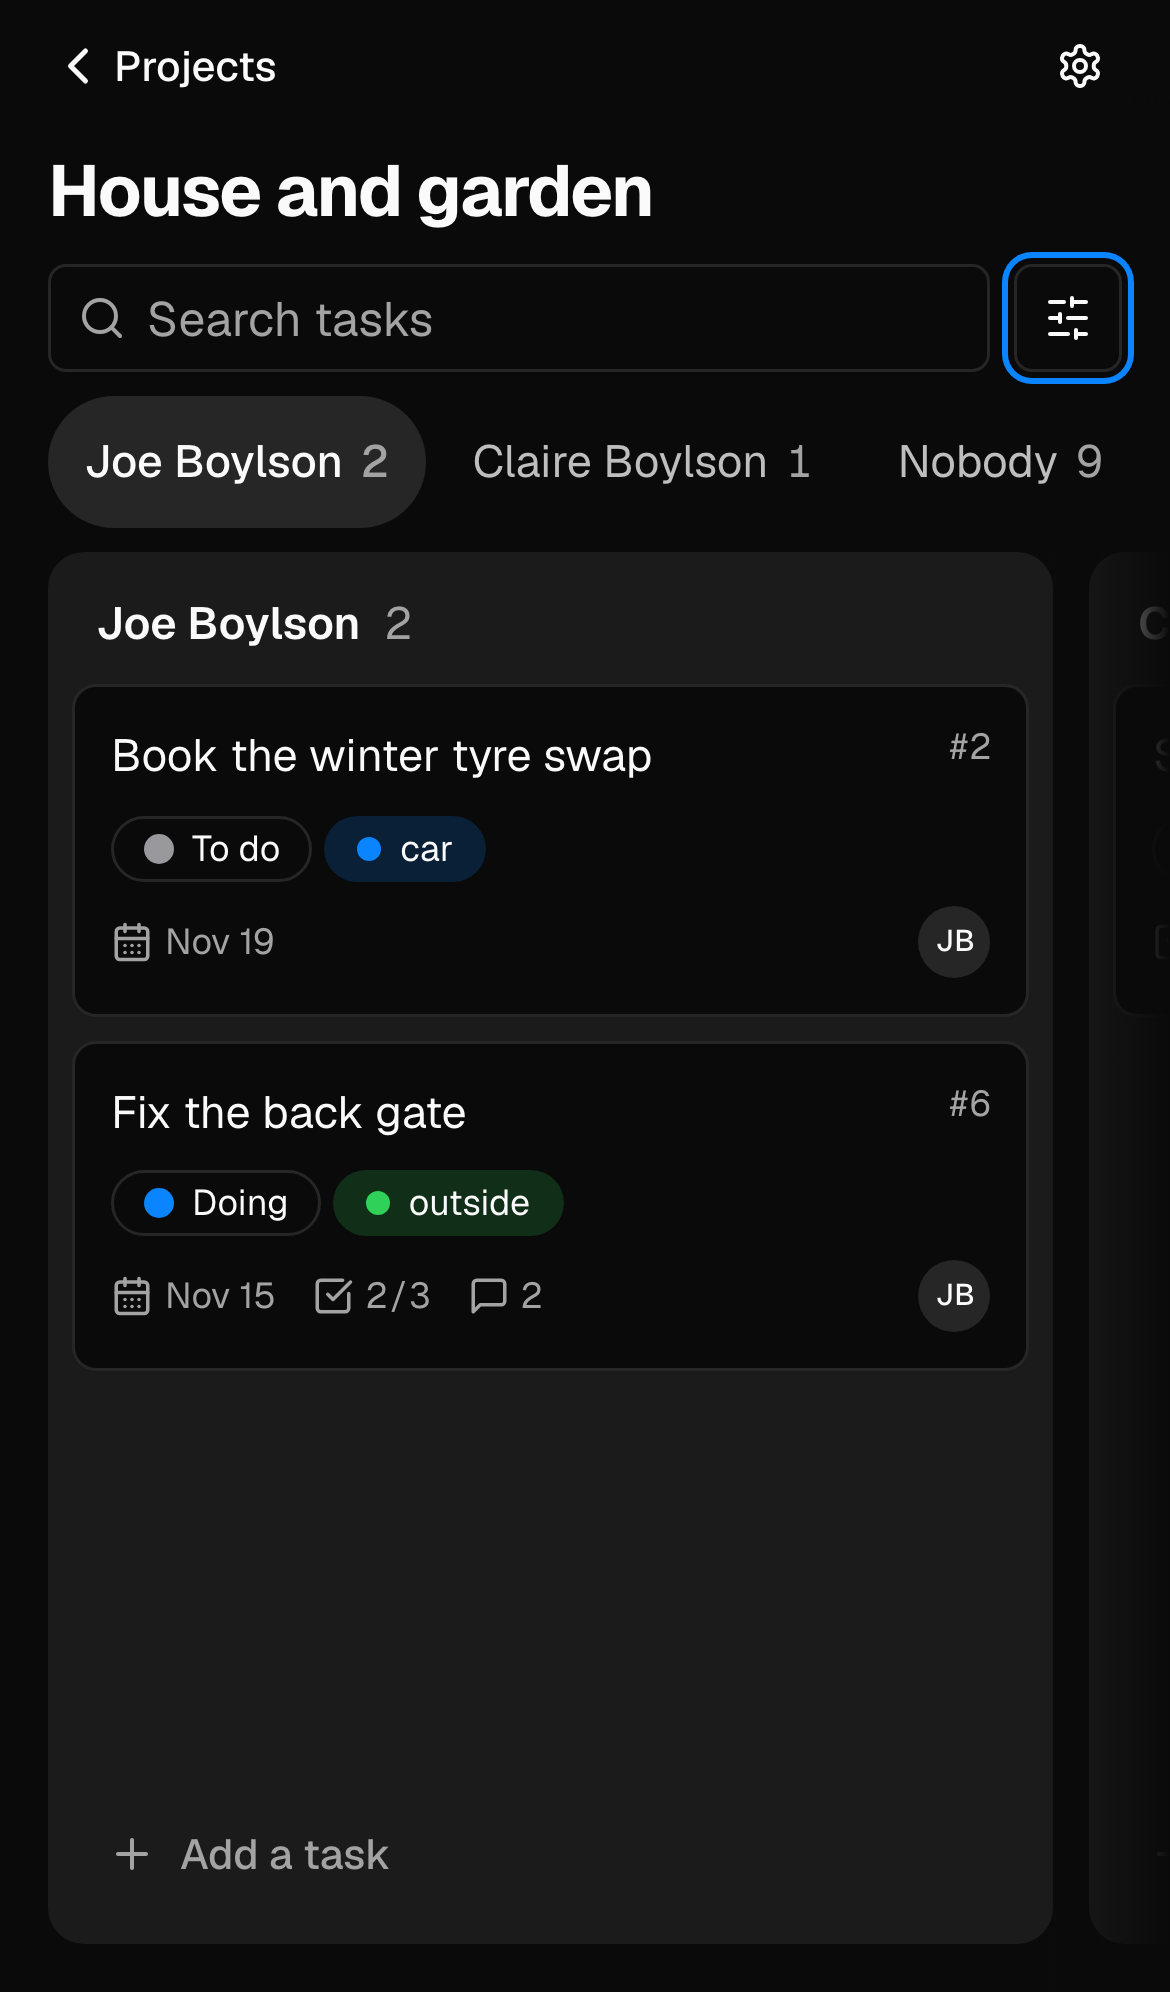 Projects
House and garden
Search tasks
Joe Boylson 2 Claire Boylson 1 Nobody 9
Joe Boylson 2
Book the winter tyre swap #2
To do car
Nov 19 JB
Fix the back gate #6
Doing outside
Nov 15 2/3 2 JB
Add a task